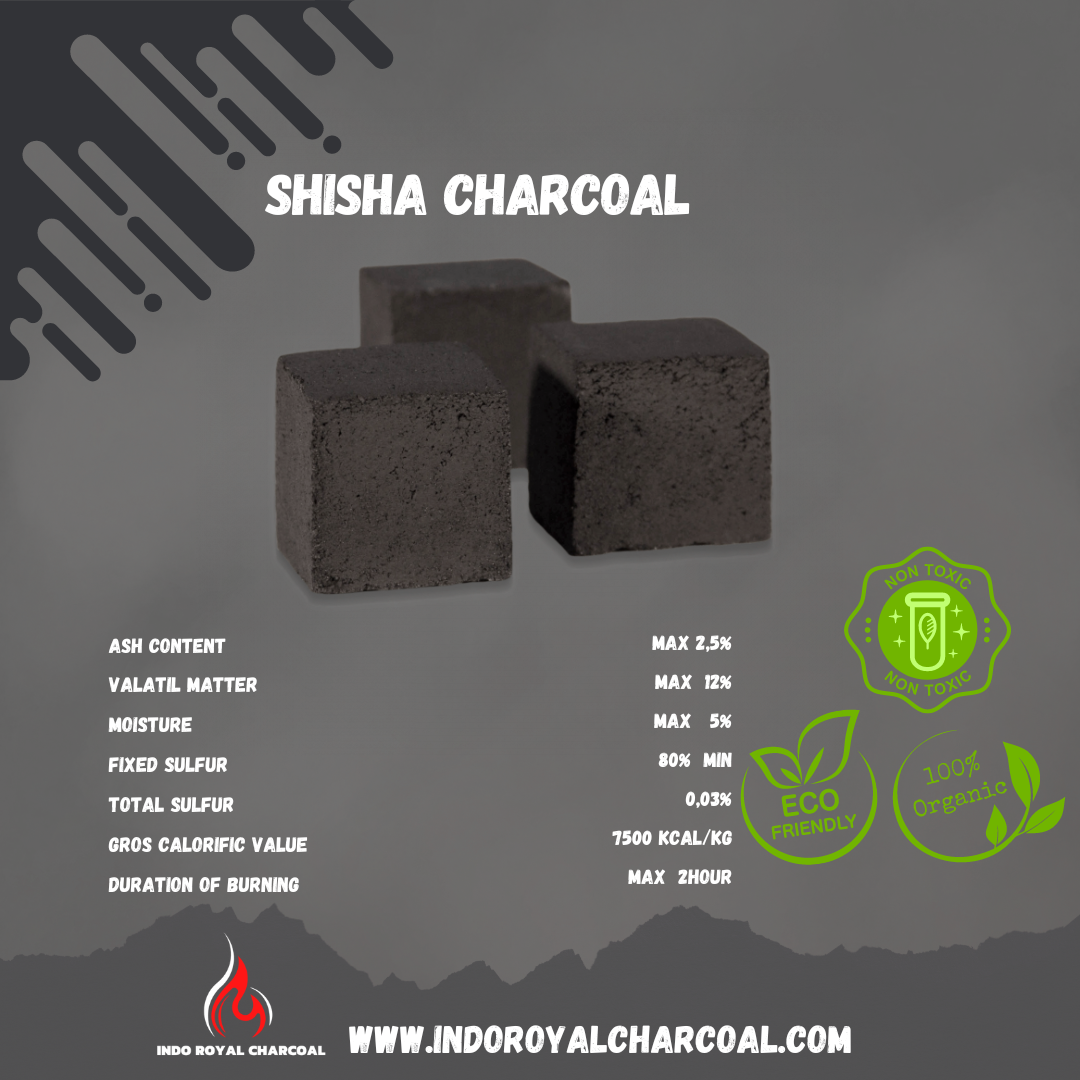 SHISHA CHARCOAL
NON TOXIC
NON TOXIC
ASH CONTENT MAX 2,5%
VALATIL MATTER MAX 12%
MOISTURE MAX 5%
FIXED SULFUR 80% MIN
TOTAL SULFUR 0,03%
GROS CALORIFIC VALUE 7500 KCAL/KG
DURATION OF BURNING MAX 2HOUR
ECO
FRIENDLY
100%
Organic
INDO ROYAL CHARCOAL
WWW.INDOROYALCHARCOAL.COM